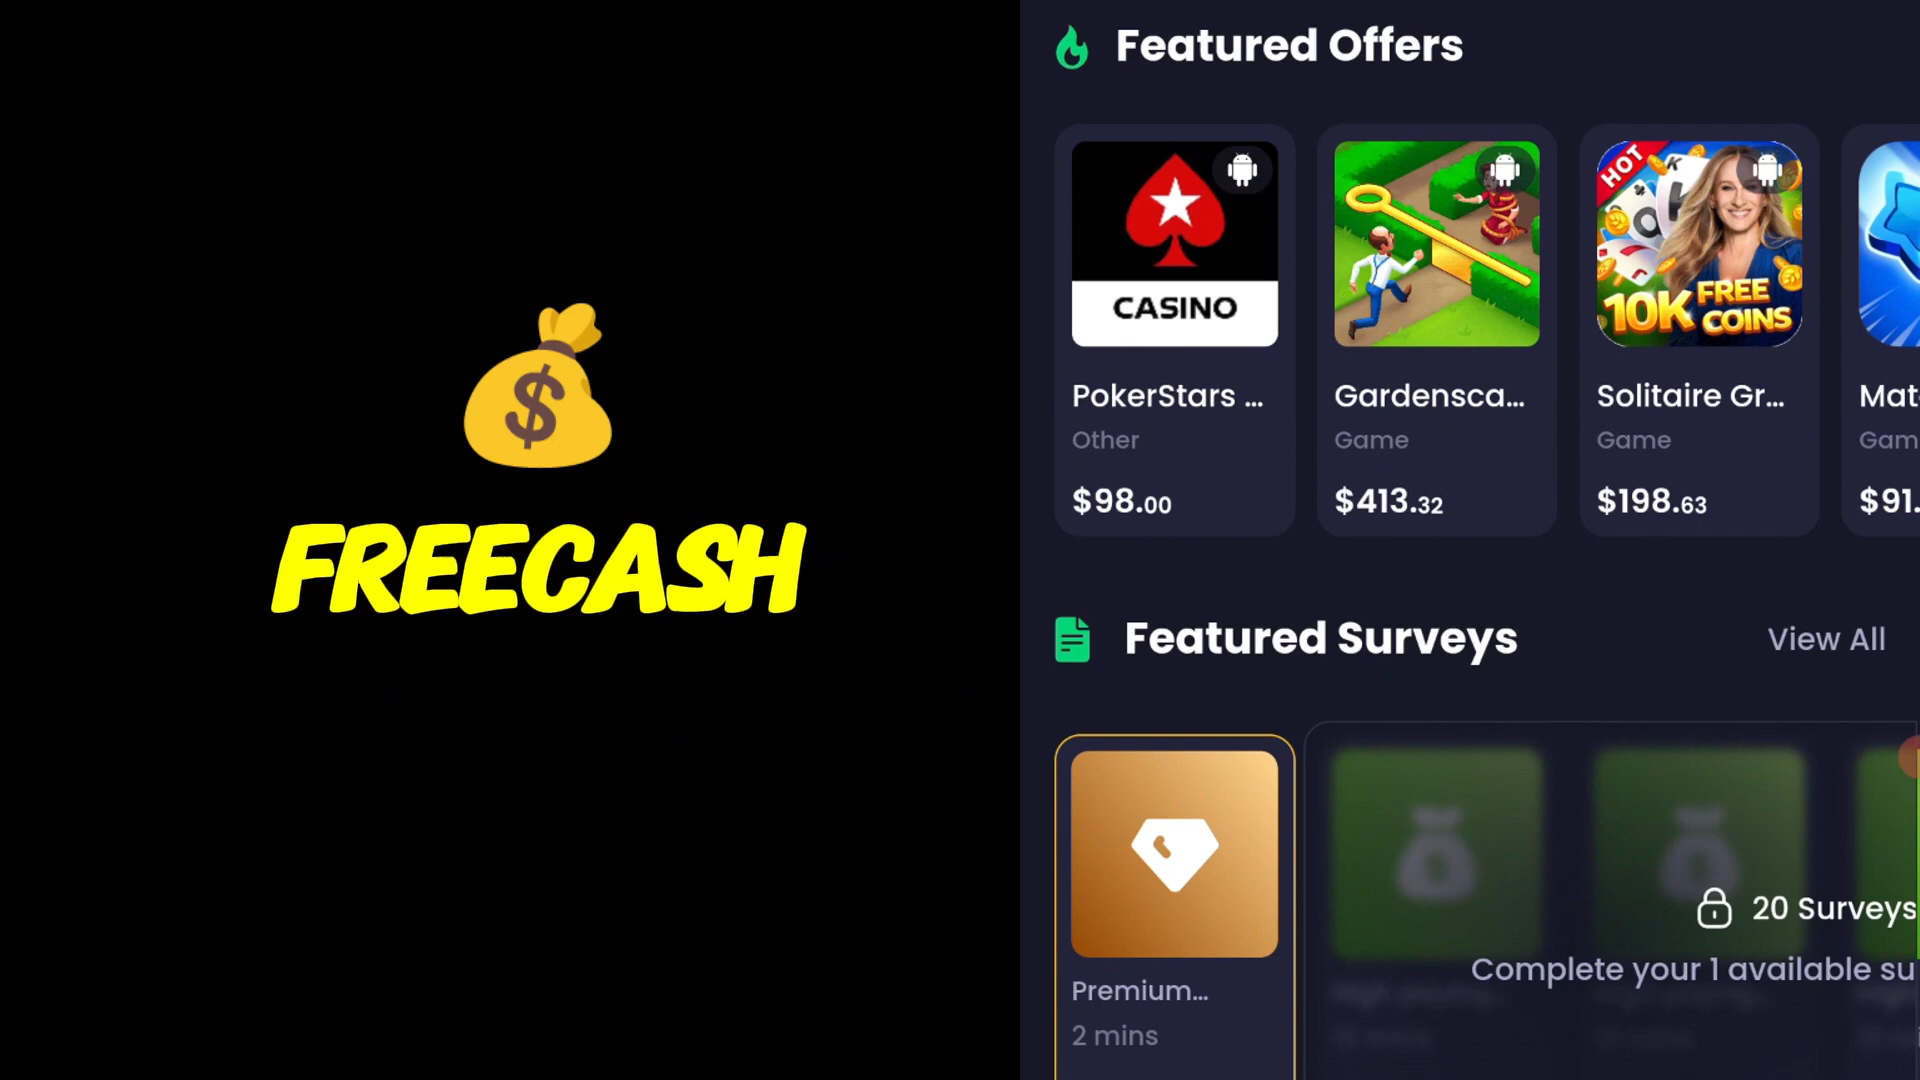 FREECASH
Featured Offers
CASINO
HOT
10K FREE COINS
PokerStars ...
Gardensca...
Solitaire Gr...
Mat
Other
Game
Game
Gam
$98.00
$413.32
$198.63
$91.
Featured Surveys
View All
20 Surveys
Complete your 1 available su
Premium...
2 mins